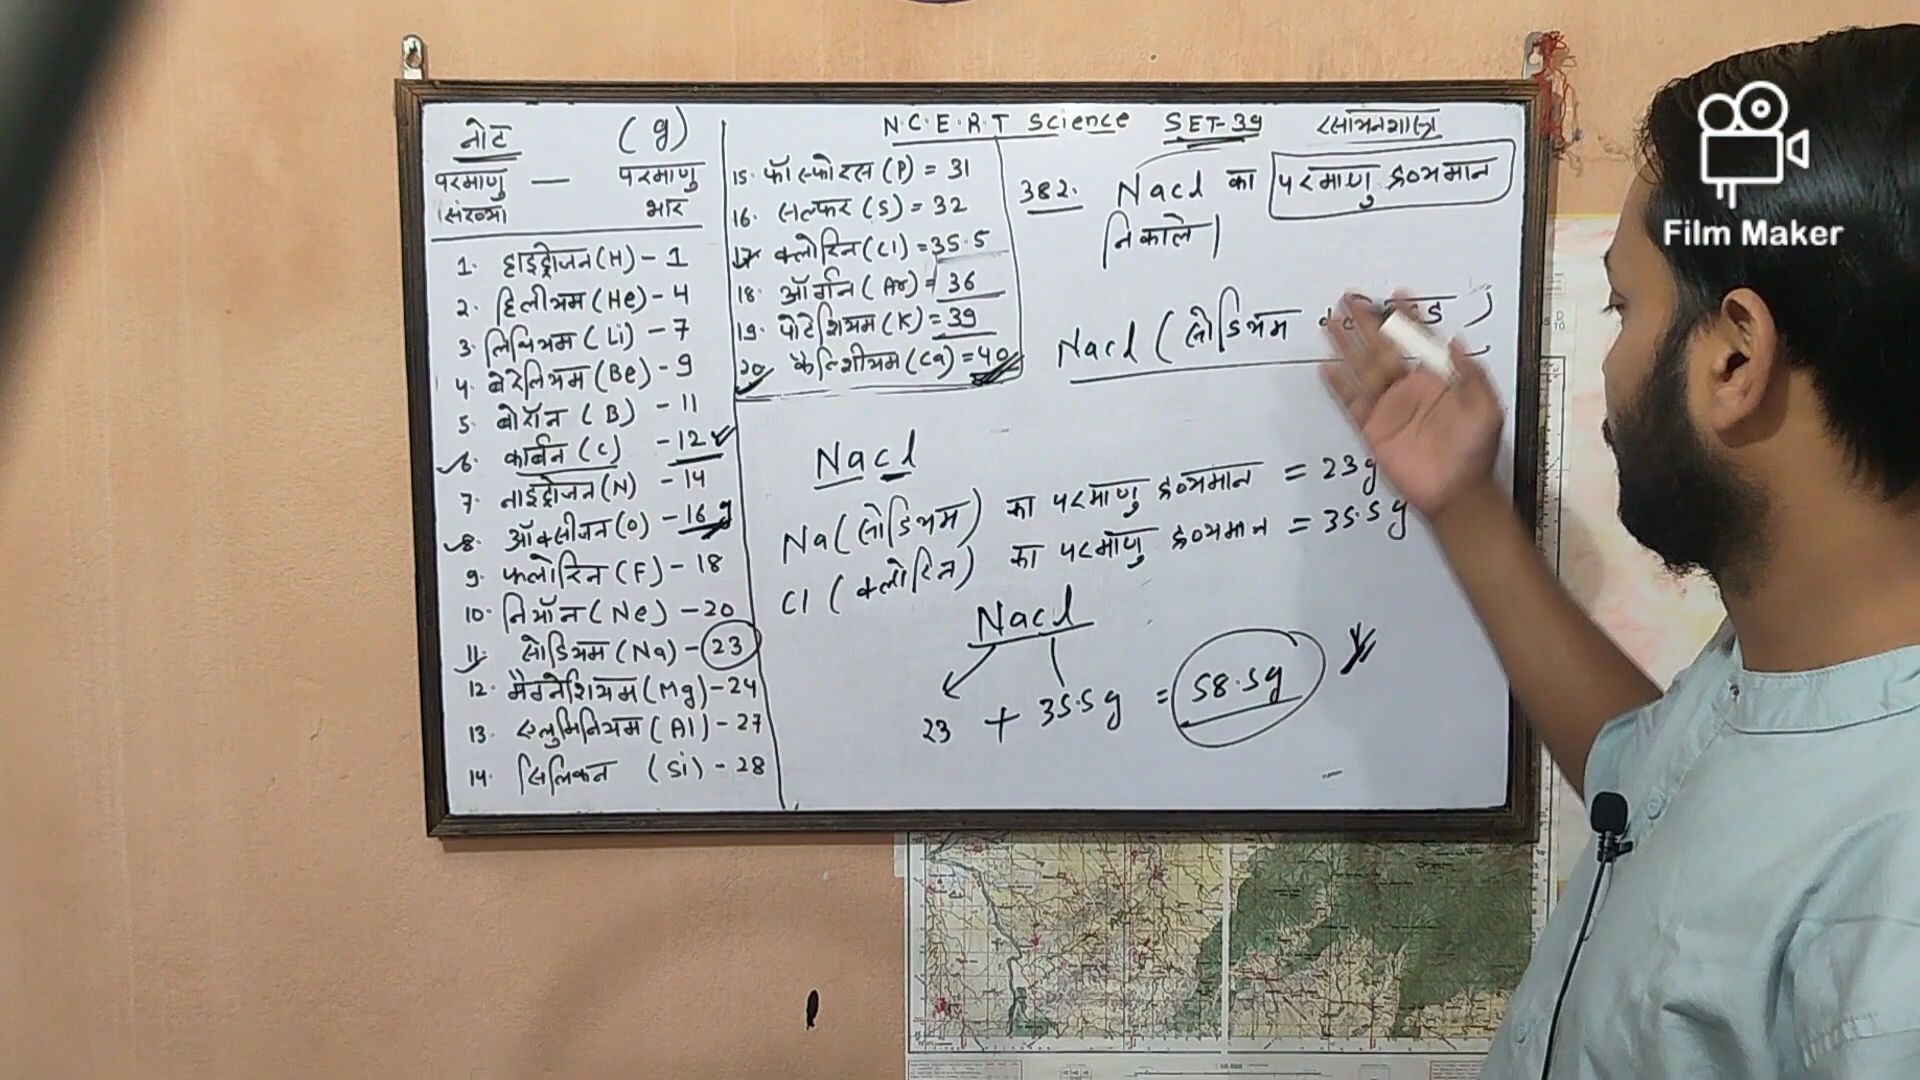 N.C.E.R.T Science SET-39 रसायनशास्त्र
नोट (g)
परमाणु संख्या — परमाणु भार
1. हाइड्रोजन (H) - 1
2. हिलीयम (He) - 4
3. लिथियम (Li) - 7
4. बेरेलियम (Be) - 9
5. बोरॉन (B) - 11
6. कार्बन (C) - 12
7. नाइट्रोजन (N) - 14
8. ऑक्सीजन (O) - 16 g
9. फ्लोरिन (F) - 18
10. नियॉन (Ne) - 20
11. सोडियम (Na) - 23
12. मैग्नेशियम (Mg) - 24
13. एलुमिनियम (Al) - 27
14. सिलिकन (Si) - 28
15. फॉस्फोरस (P) = 31
16. सल्फर (S) = 32
17. क्लोरिन (Cl) = 35.5
18. ऑर्गन (Ar) = 36
19. पोटेशियम (K) = 39
20. कैल्शीयम (Ca) = 40
382. Nacl का परमाणु द्रव्यमान
निकाले।
Nacl (सोडियम )
Nacl
Na (सोडियम) का परमाणु द्रव्यमान = 23g
Cl (क्लोरिन) का परमाणु द्रव्यमान = 35.5g
Nacl
23 + 35.5g = 58.5g
Film Maker